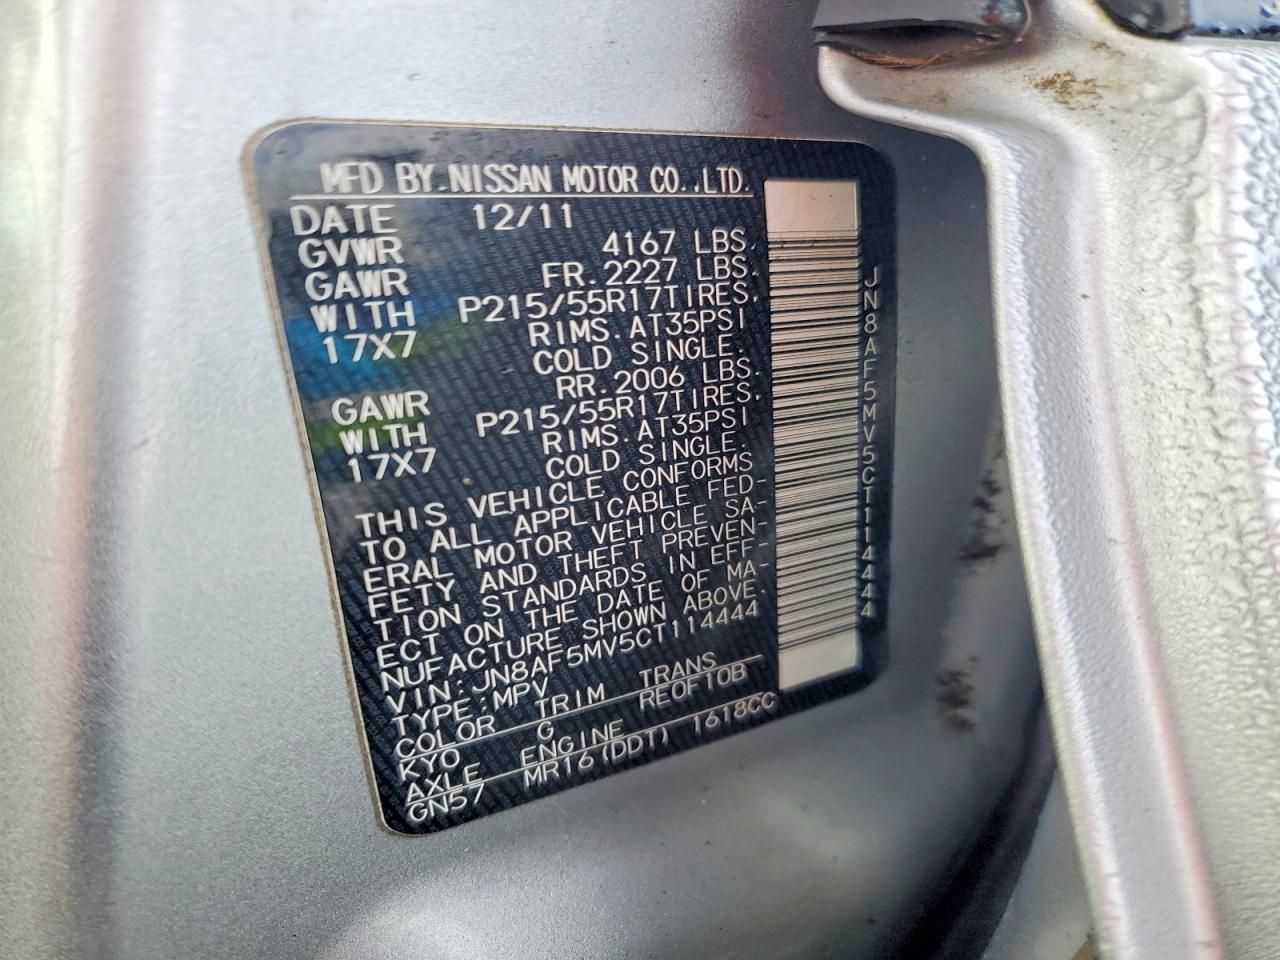 MFD BY.NISSAN MOTOR CO.,LTD.
DATE 12/11
GVWR 4167 LBS.
GAWR FR.2227 LBS.
WITH P215/55R17TIRES.
17X7 RIMS.AT35PSI
COLD SINGLE.
GAWR RR.2006 LBS.
WITH P215/55R17TIRES.
17X7 RIMS.AT35PSI
COLD SINGLE.
THIS VEHICLE CONFORMS
TO ALL APPLICABLE FED-
ERAL MOTOR VEHICLE SA-
FETY AND THEFT PREVEN-
TION STANDARDS IN EFF-
ECT ON THE DATE OF MA-
NUFACTURE SHOWN ABOVE.
VIN:JN8AF5MV5CT114444
TYPE:MPV
COLOR TRIM TRANS
KY0 G RE0F10B
AXLE ENGINE
GN57 MR16(DDT) 1618CC
JN8AF5MV5CT114444